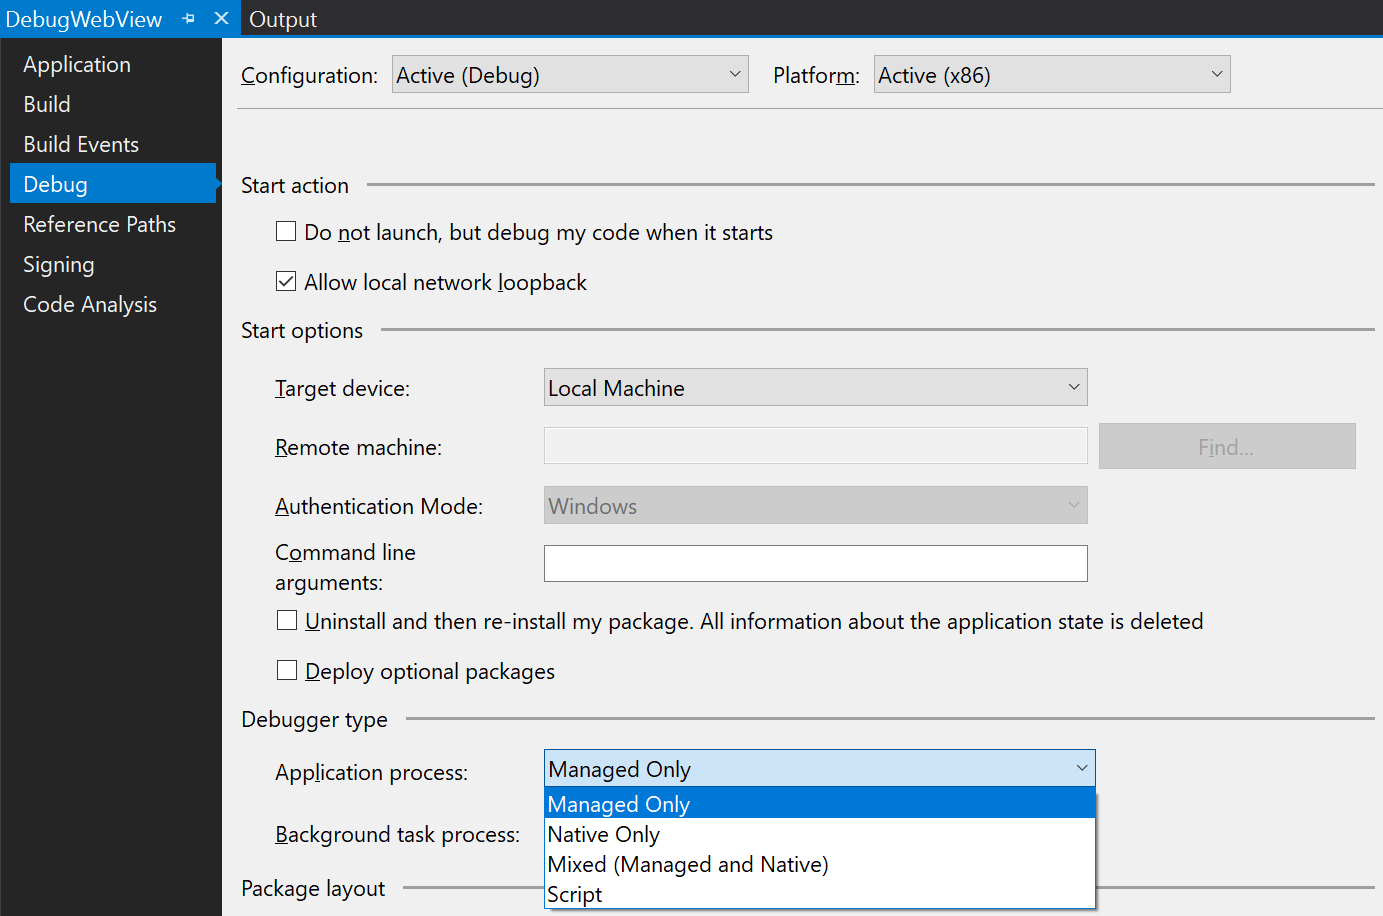 DebugWebView
Output
Application
Build
Build Events
Debug
Reference Paths
Signing
Code Analysis
Configuration: Active (Debug) Platform: Active (x86)
Start action
Do not launch, but debug my code when it starts
Allow local network loopback
Start options
Target device: Local Machine
Remote machine: Find...
Authentication Mode: Windows
Command line
arguments:
Uninstall and then re-install my package. All information about the application state is deleted
Deploy optional packages
Debugger type
Application process: Managed Only
Managed Only
Background task process: Native Only
Mixed (Managed and Native)
Package layout
Script